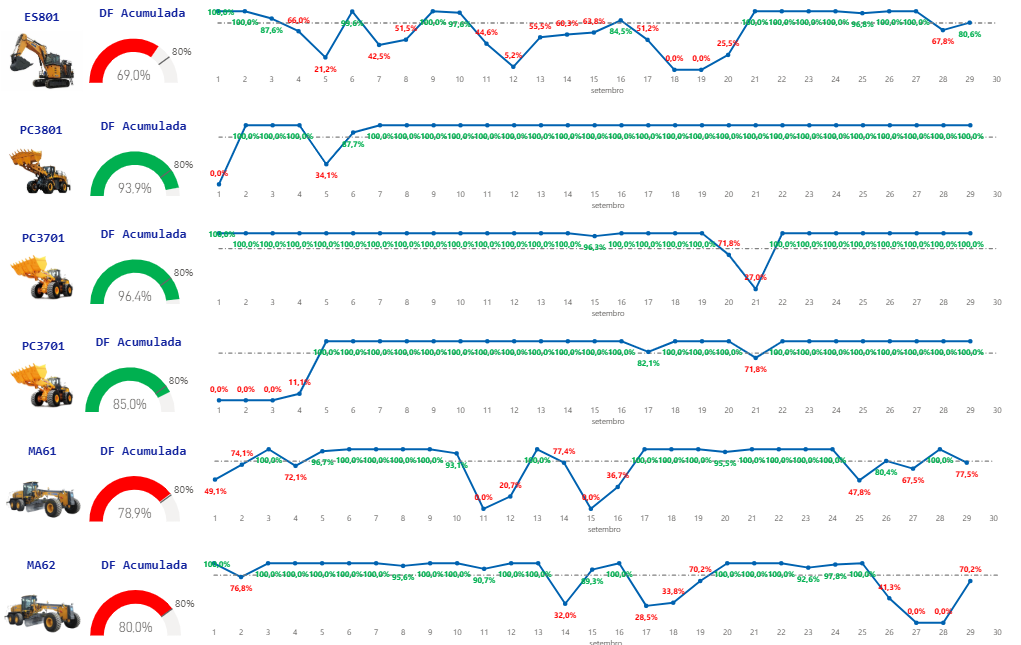 ES801
DF Acumulada
80%
69,0%
100,0% 100,0% 87,6% 66,0% 21,2% 99,6% 42,5% 51,5% 100,0% 97,6% 44,6% 5,2% 55,5% 60,3% 63,8% 84,5% 51,2% 0,0% 0,0% 25,5% 100,0% 100,0% 100,0% 100,0% 96,8% 100,0% 100,0% 67,8% 80,6%
1 2 3 4 5 6 7 8 9 10 11 12 13 14 15 16 17 18 19 20 21 22 23 24 25 26 27 28 29 30
setembro
PC3801
DF Acumulada
80%
93,9%
0,0% 100,0% 100,0% 100,0% 34,1% 87,7% 100,0% 100,0% 100,0% 100,0% 100,0% 100,0% 100,0% 100,0% 100,0% 100,0% 100,0% 100,0% 100,0% 100,0% 100,0% 100,0% 100,0% 100,0% 100,0% 100,0% 100,0% 100,0% 100,0%
1 2 3 4 5 6 7 8 9 10 11 12 13 14 15 16 17 18 19 20 21 22 23 24 25 26 27 28 29 30
setembro
PC3701
DF Acumulada
80%
96,4%
100,0% 100,0% 100,0% 100,0% 100,0% 100,0% 100,0% 100,0% 100,0% 100,0% 100,0% 100,0% 100,0% 100,0% 96,3% 100,0% 100,0% 100,0% 100,0% 71,8% 27,0% 100,0% 100,0% 100,0% 100,0% 100,0% 100,0% 100,0% 100,0%
1 2 3 4 5 6 7 8 9 10 11 12 13 14 15 16 17 18 19 20 21 22 23 24 25 26 27 28 29 30
setembro
PC3701
DF Acumulada
80%
85,0%
0,0% 0,0% 0,0% 11,1% 100,0% 100,0% 100,0% 100,0% 100,0% 100,0% 100,0% 100,0% 100,0% 100,0% 100,0% 100,0% 82,1% 100,0% 100,0% 100,0% 71,8% 100,0% 100,0% 100,0% 100,0% 100,0% 100,0% 100,0% 100,0%
1 2 3 4 5 6 7 8 9 10 11 12 13 14 15 16 17 18 19 20 21 22 23 24 25 26 27 28 29 30
setembro
MA61
DF Acumulada
80%
78,9%
49,1% 74,1% 100,0% 72,1% 96,7% 100,0% 100,0% 100,0% 100,0% 93,1% 0,0% 20,7% 100,0% 77,4% 0,0% 36,7% 100,0% 100,0% 100,0% 95,5% 100,0% 100,0% 100,0% 100,0% 47,8% 80,4% 67,5% 100,0% 77,5%
1 2 3 4 5 6 7 8 9 10 11 12 13 14 15 16 17 18 19 20 21 22 23 24 25 26 27 28 29 30
setembro
MA62
DF Acumulada
80%
80,0%
100,0% 76,8% 100,0% 100,0% 100,0% 100,0% 100,0% 95,6% 100,0% 100,0% 90,7% 100,0% 100,0% 32,0% 89,3% 100,0% 28,5% 33,8% 70,2% 100,0% 100,0% 100,0% 92,6% 97,8% 100,0% 41,3% 0,0% 0,0% 70,2%
1 2 3 4 5 6 7 8 9 10 11 12 13 14 15 16 17 18 19 20 21 22 23 24 25 26 27 28 29 30
setembro